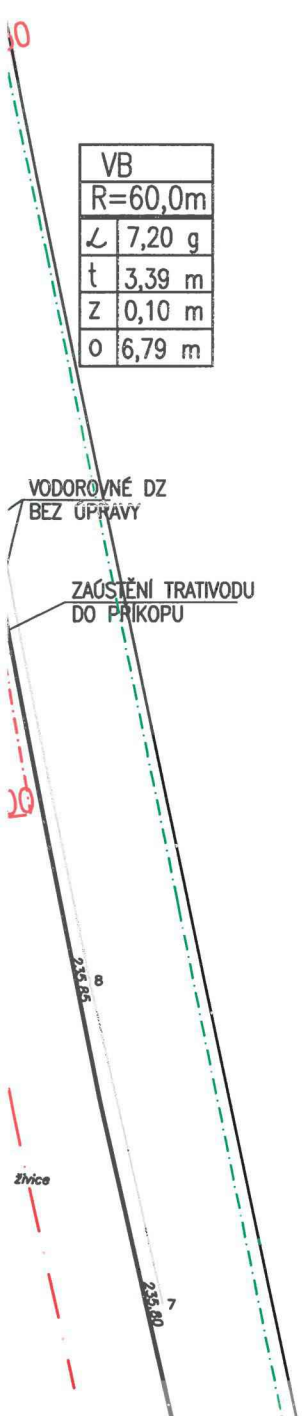 VB
R=60,0m
∠ 7,20 g
t 3,39 m
z 0,10 m
o 6,79 m
VODOROVNÉ DZ
BEZ ÚPRAVY
ZAÚSTĚNÍ TRATIVODU
DO PŘÍKOPU
235.85
8
živice
235.80
7